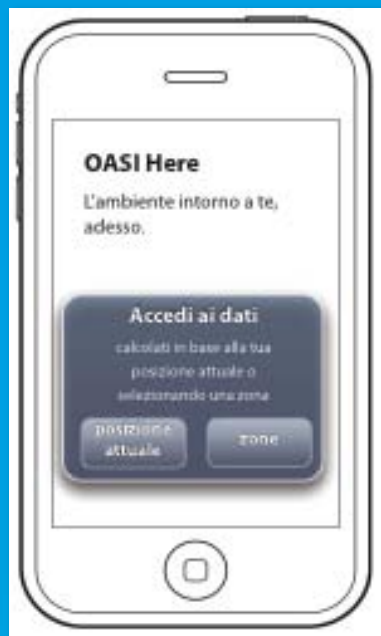 OASI Here
L'ambiente intorno a te,
adesso.
Accedi ai dati
calcolati in base alla tua
posizione attuale o
selezionando una zona
posizione
attuale
zone